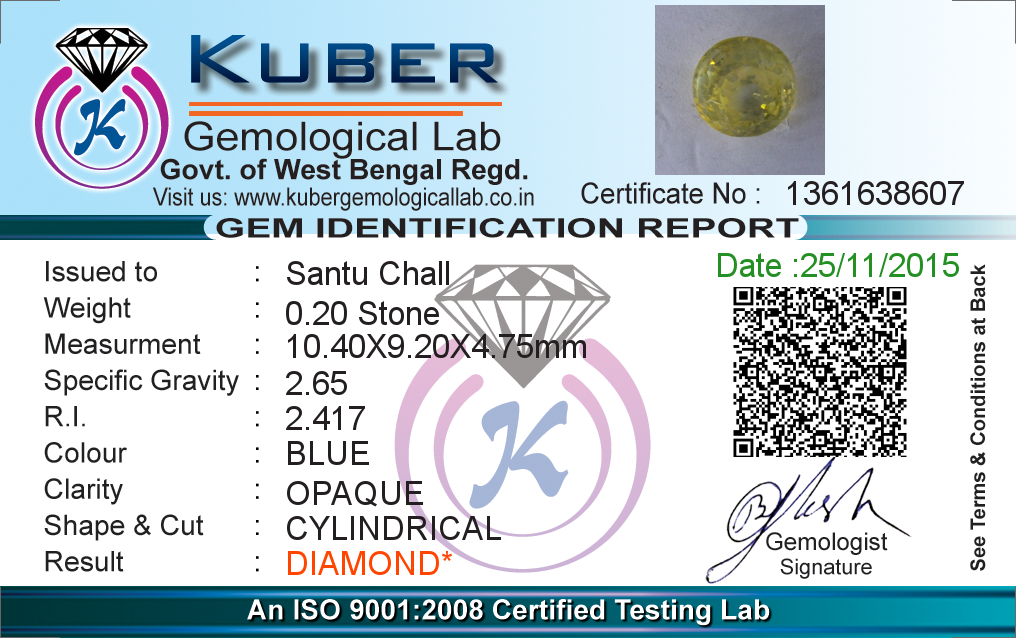 K
KUBER
Gemological Lab
Govt. of West Bengal Regd.
Visit us: www.kubergemologicallab.co.in
Certificate No : 1361638607
GEM IDENTIFICATION REPORT
Date :25/11/2015
Issued to : Santu Chall
Weight : 0.20 Stone
Measurment : 10.40X9.20X4.75mm
Specific Gravity : 2.65
R.I. : 2.417
Colour : BLUE
Clarity : OPAQUE
Shape & Cut : CYLINDRICAL
Result : DIAMOND*
K
Gemologist
Signature
See Terms & Conditions at Back
An ISO 9001:2008 Certified Testing Lab